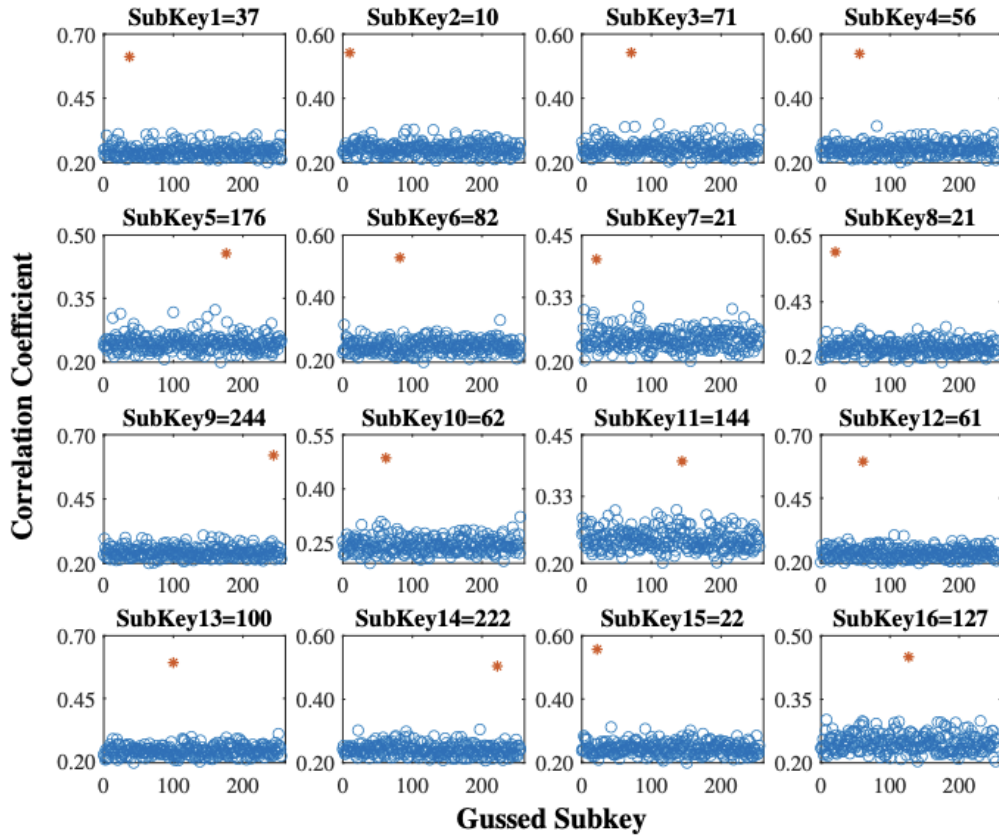 SubKey1=37 SubKey2=10 SubKey3=71 SubKey4=56
0.70 0.60 0.60 0.60
0.45 0.40 0.40 0.40
0.20 0.20 0.20 0.20
0 100 200 0 100 200 0 100 200 0 100 200
SubKey5=176 SubKey6=82 SubKey7=21 SubKey8=21
0.50 0.60 0.45 0.65
0.35 0.40 0.33 0.43
0.20 0.20 0.20 0.2
0 100 200 0 100 200 0 100 200 0 100 200
Correlation Coefficient
SubKey9=244 SubKey10=62 SubKey11=144 SubKey12=61
0.70 0.55 0.45 0.70
0.45 0.40 0.33 0.45
0.20 0.25 0.20 0.20
0 100 200 0 100 200 0 100 200 0 100 200
SubKey13=100 SubKey14=222 SubKey15=22 SubKey16=127
0.70 0.60 0.60 0.50
0.45 0.40 0.40 0.35
0.20 0.20 0.20 0.20
0 100 200 0 100 200 0 100 200 0 100 200
Gussed Subkey